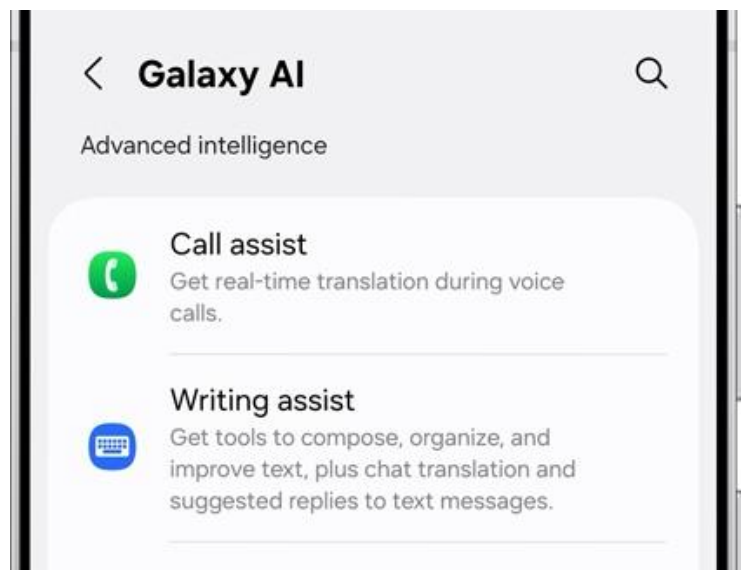 Galaxy AI
Advanced intelligence
Call assist
Get real-time translation during voice
calls.
Writing assist
Get tools to compose, organize, and
improve text, plus chat translation and
suggested replies to text messages.